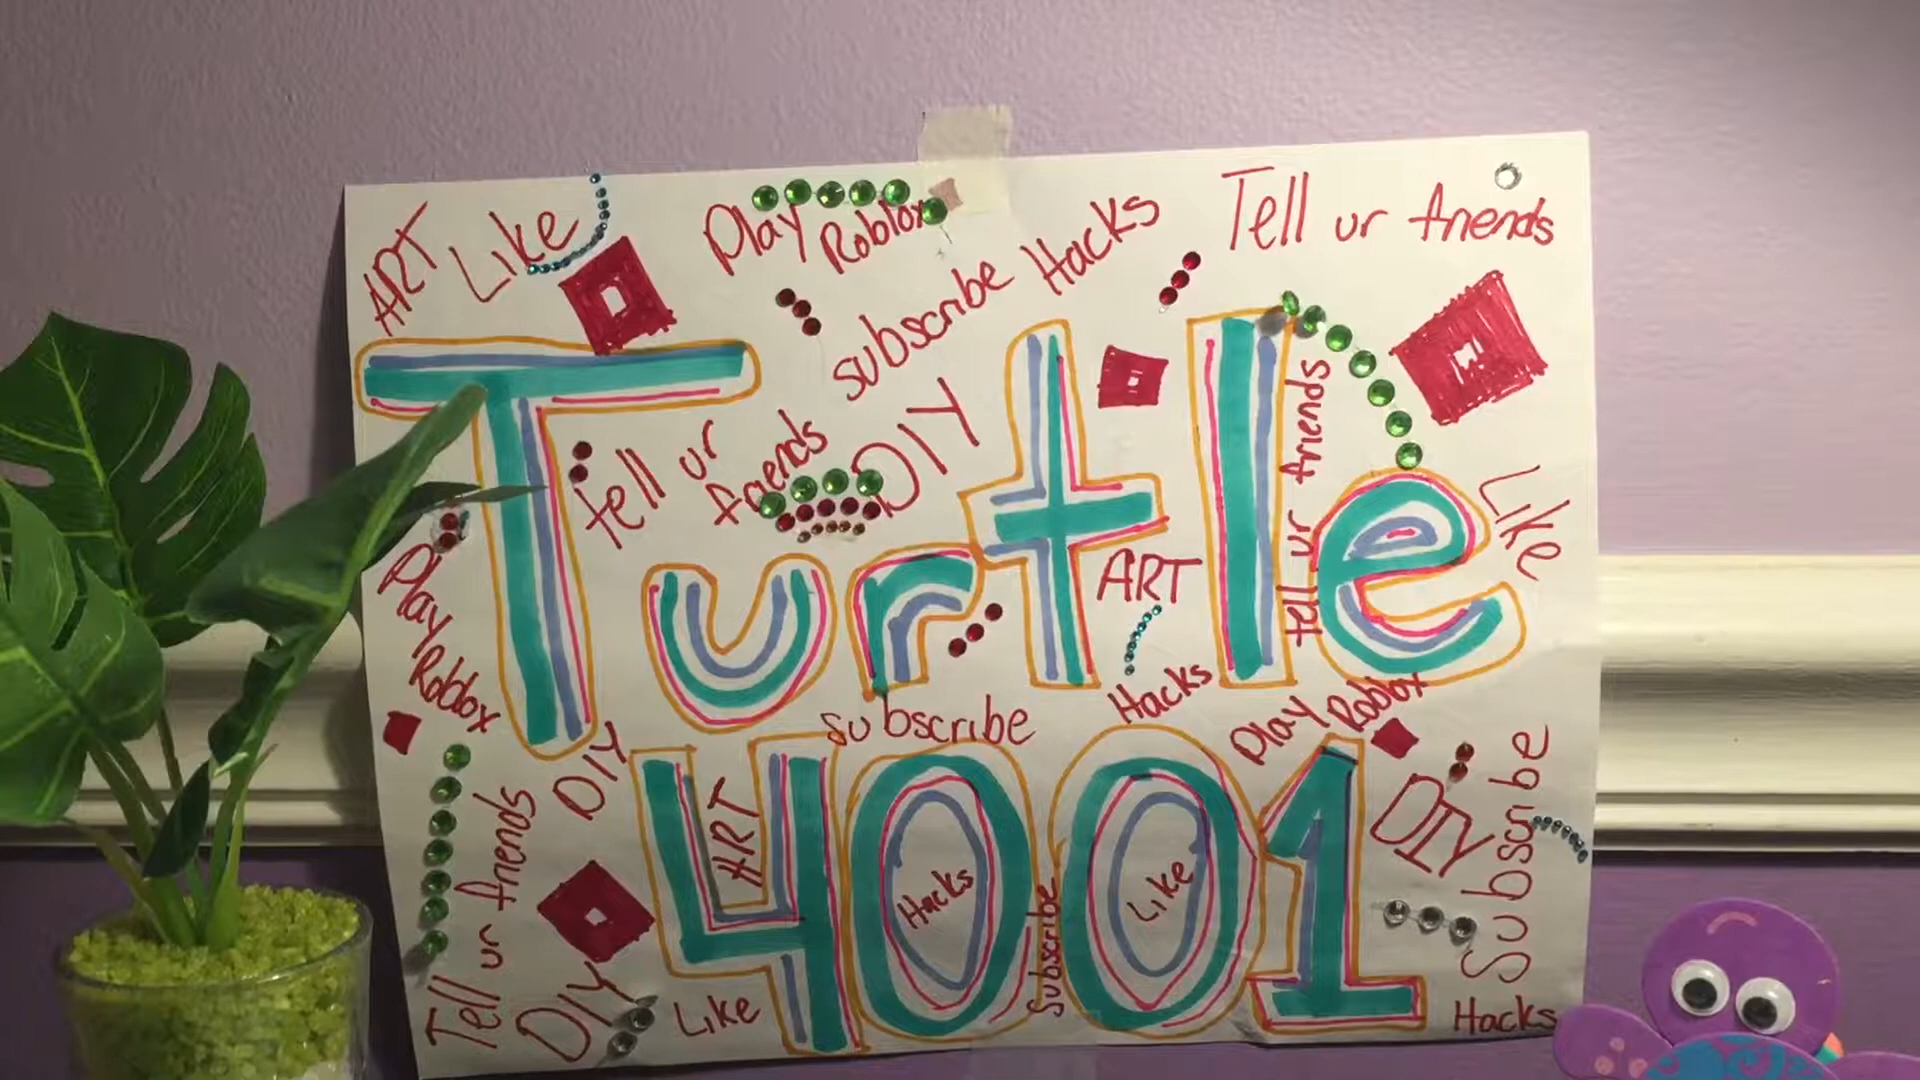 ART
Like
Play Roblox
Hacks
Tell ur friends
subscribe
DIY
Tell ur friends
Turtle
Tell ur friends
Like
ART
Play Roblox
Hacks
subscribe
Play Roblox
DIY
4001
ART
Hacks
Subscribe
Like
DIY
Subscribe
Tell ur friends
DIY
Like
Hacks